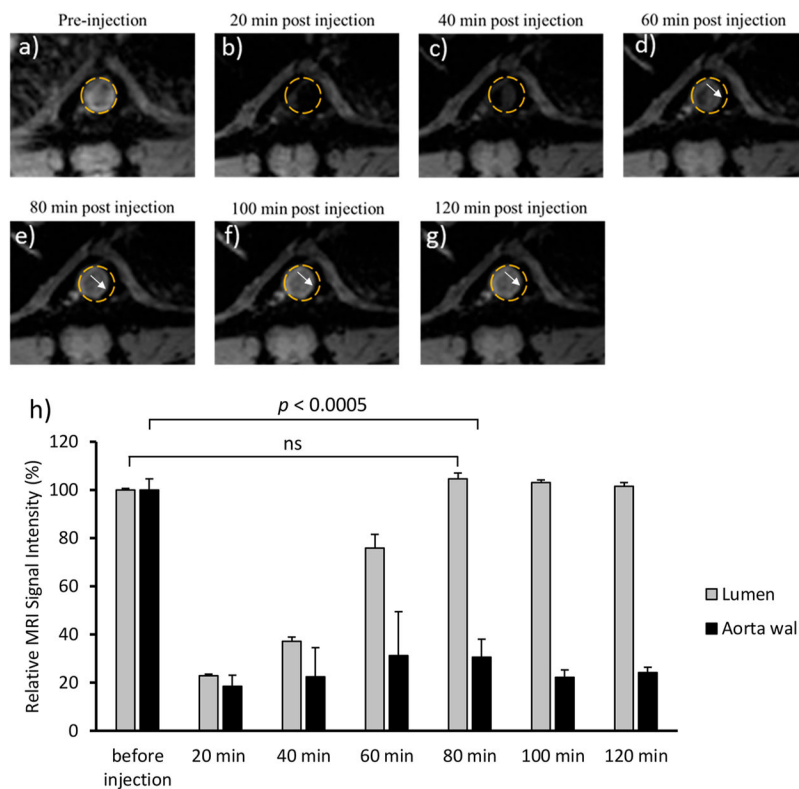 Pre-injection
20 min post injection
40 min post injection
60 min post injection
a)
b)
c)
d)
80 min post injection
100 min post injection
120 min post injection
e)
f)
g)
h)
p < 0.0005
ns
Relative MRI Signal Intensity (%)
120
100
80
60
40
20
0
before injection
20 min
40 min
60 min
80 min
100 min
120 min
Lumen
Aorta wal